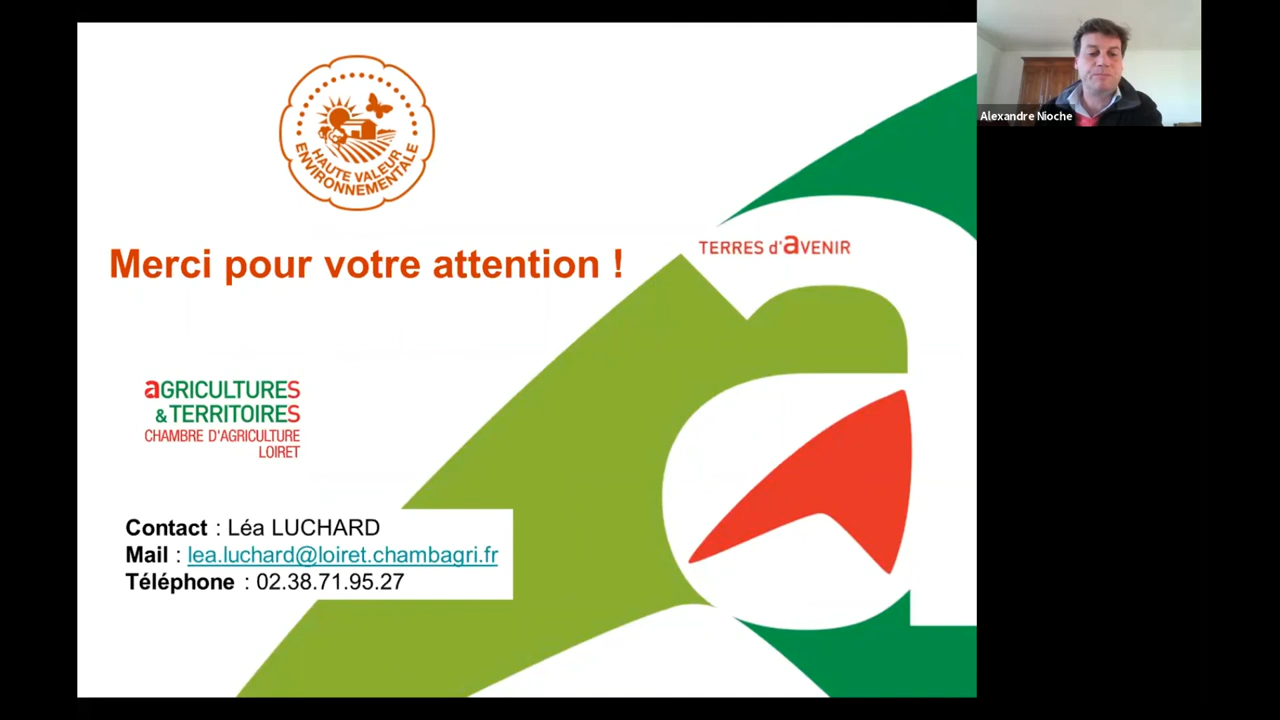 HAUTE VALEUR
ENVIRONNEMENTALE
Alexandre Nioche
TERRES d'aVENIR
Merci pour votre attention !
aGRICULTURES
& TERRITOIRES
CHAMBRE D'AGRICULTURE
LOIRET
Contact : Léa LUCHARD
Mail : lea.luchard@loiret.chambagri.fr
Téléphone : 02.38.71.95.27